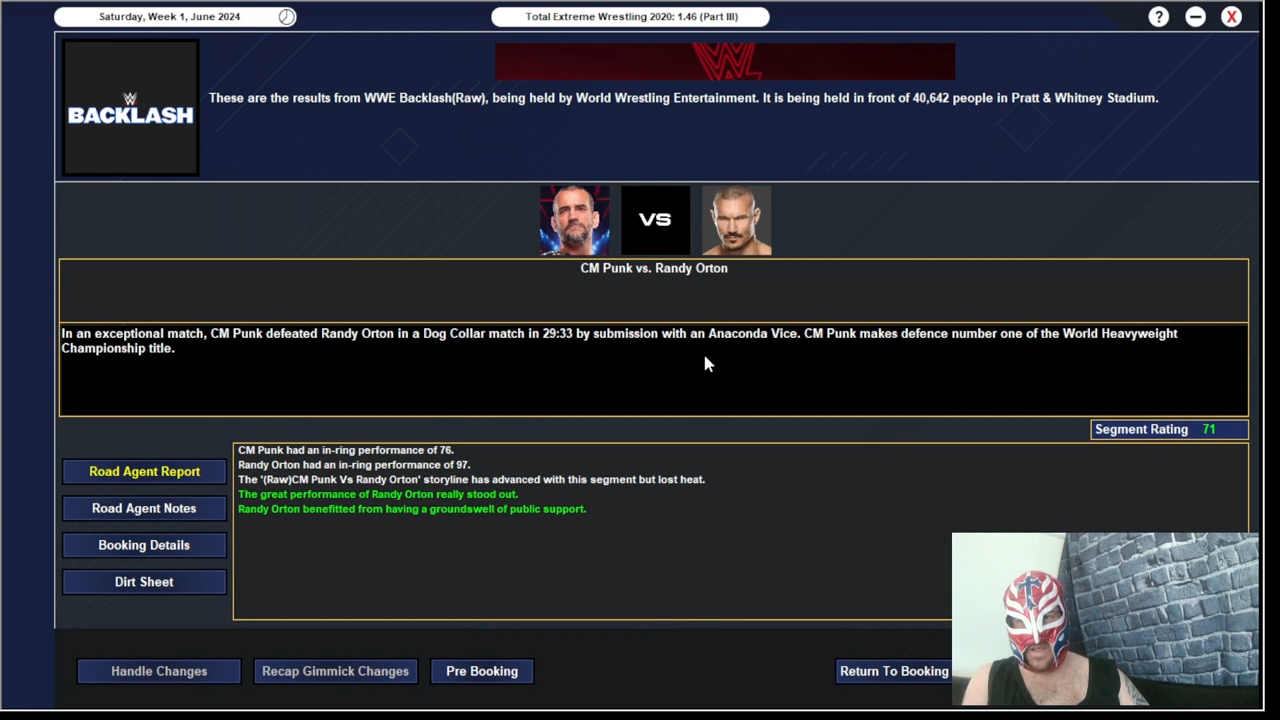 Saturday, Week 1, June 2024
Total Extreme Wrestling 2020: 1.46 (Part III)
?
X
W
BACKLASH
These are the results from WWE Backlash(Raw), being held by World Wrestling Entertainment. It is being held in front of 40,642 people in Pratt & Whitney Stadium.
VS
CM Punk vs. Randy Orton
In an exceptional match, CM Punk defeated Randy Orton in a Dog Collar match in 29:33 by submission with an Anaconda Vice. CM Punk makes defence number one of the World Heavyweight
Championship title.
Segment Rating 71
Road Agent Report
Road Agent Notes
Booking Details
Dirt Sheet
CM Punk had an in-ring performance of 76.
Randy Orton had an in-ring performance of 97.
The '(Raw)CM Punk Vs Randy Orton' storyline has advanced with this segment but lost heat.
The great performance of Randy Orton really stood out.
Randy Orton benefitted from having a groundswell of public support.
Handle Changes
Recap Gimmick Changes
Pre Booking
Return To Booking